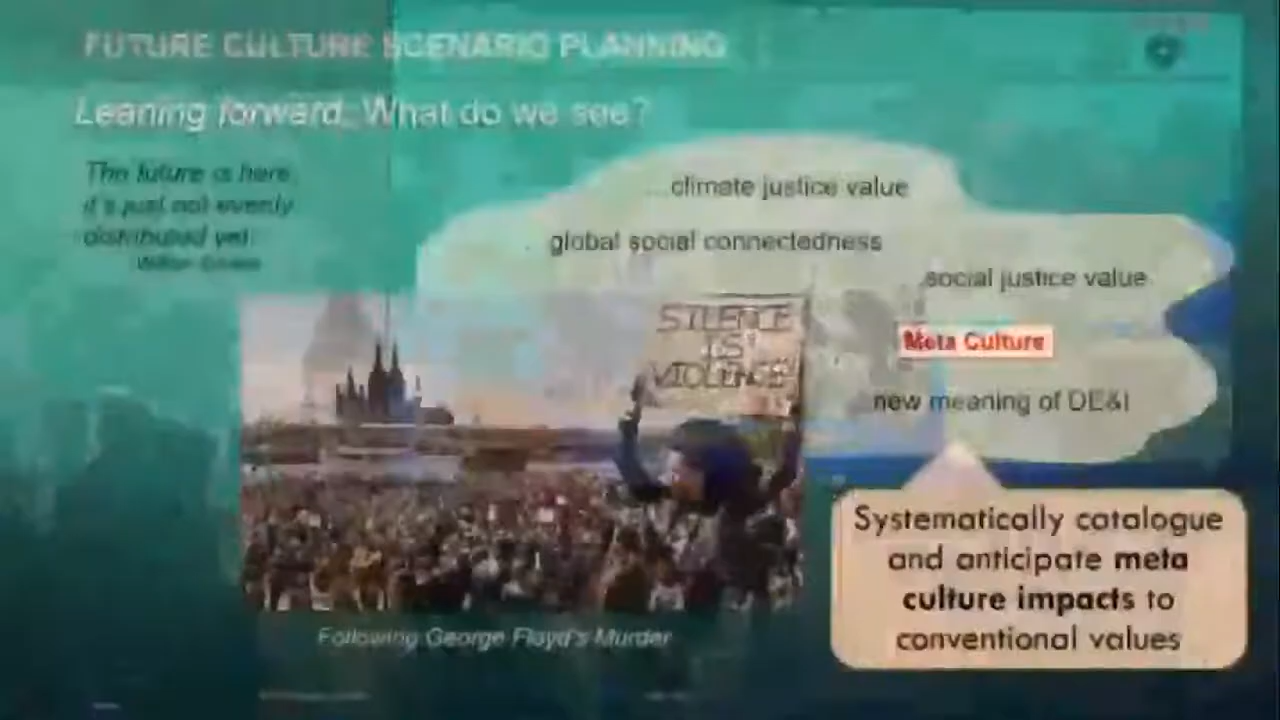 FUTURE CULTURE SCENARIO PLANNING
Leaning forward, What do we see?
The future is here,
it's just not evenly
distributed yet.
William
climate justice value
global social connectedness
social justice value
Meta Culture
new meaning of DE&I
SILENCE
IS
VIOLENCE
Systematically catalogue
and anticipate meta
culture impacts to
conventional values
Following George Floyd's Murder